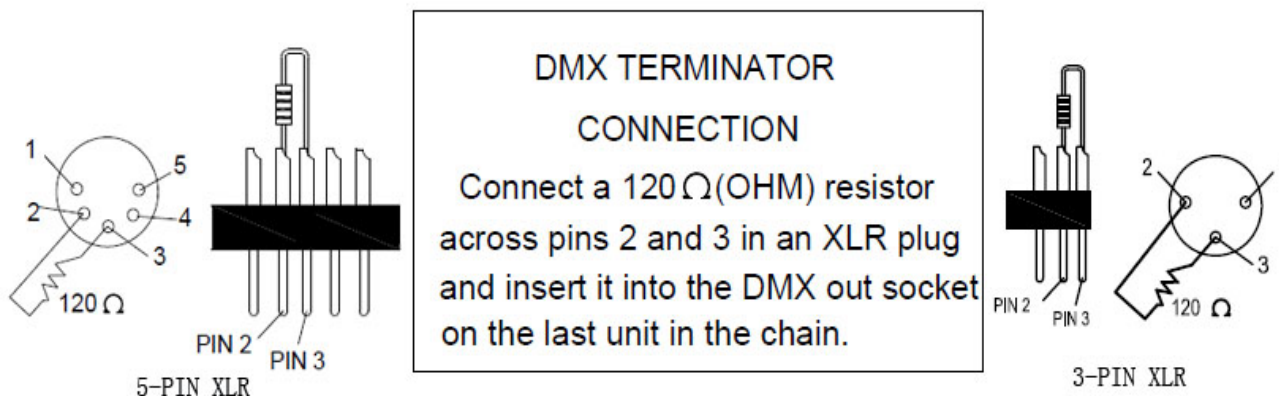 1
2
3
4
5
120 Ω
PIN 2
PIN 3
5-PIN XLR
DMX TERMINATOR
CONNECTION
Connect a 120Ω(OHM) resistor
across pins 2 and 3 in an XLR plug
and insert it into the DMX out socket
on the last unit in the chain.
2
3
120 Ω
PIN 2
PIN 3
3-PIN XLR